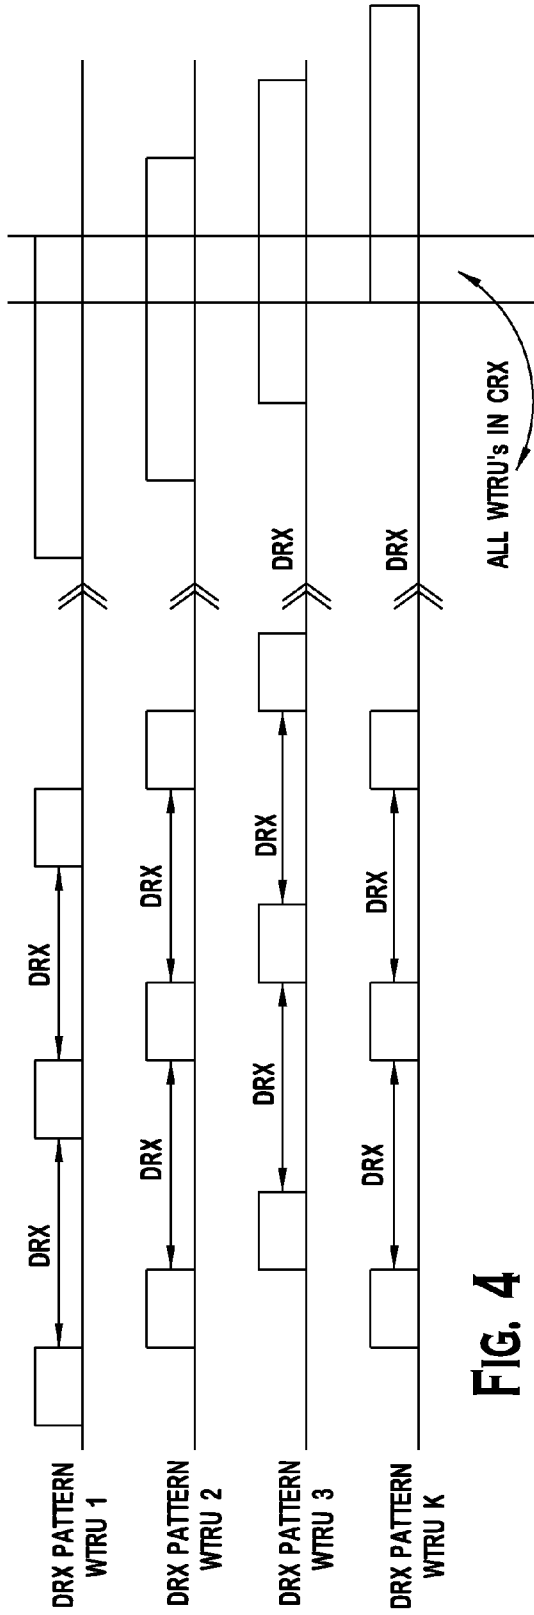 DRX PATTERN
WTRU 1
DRX
DRX
DRX PATTERN
WTRU 2
DRX
DRX
DRX PATTERN
WTRU 3
DRX
DRX
DRX
DRX PATTERN
WTRU K
DRX
DRX
DRX
ALL WTRU's IN CRX
FIG. 4